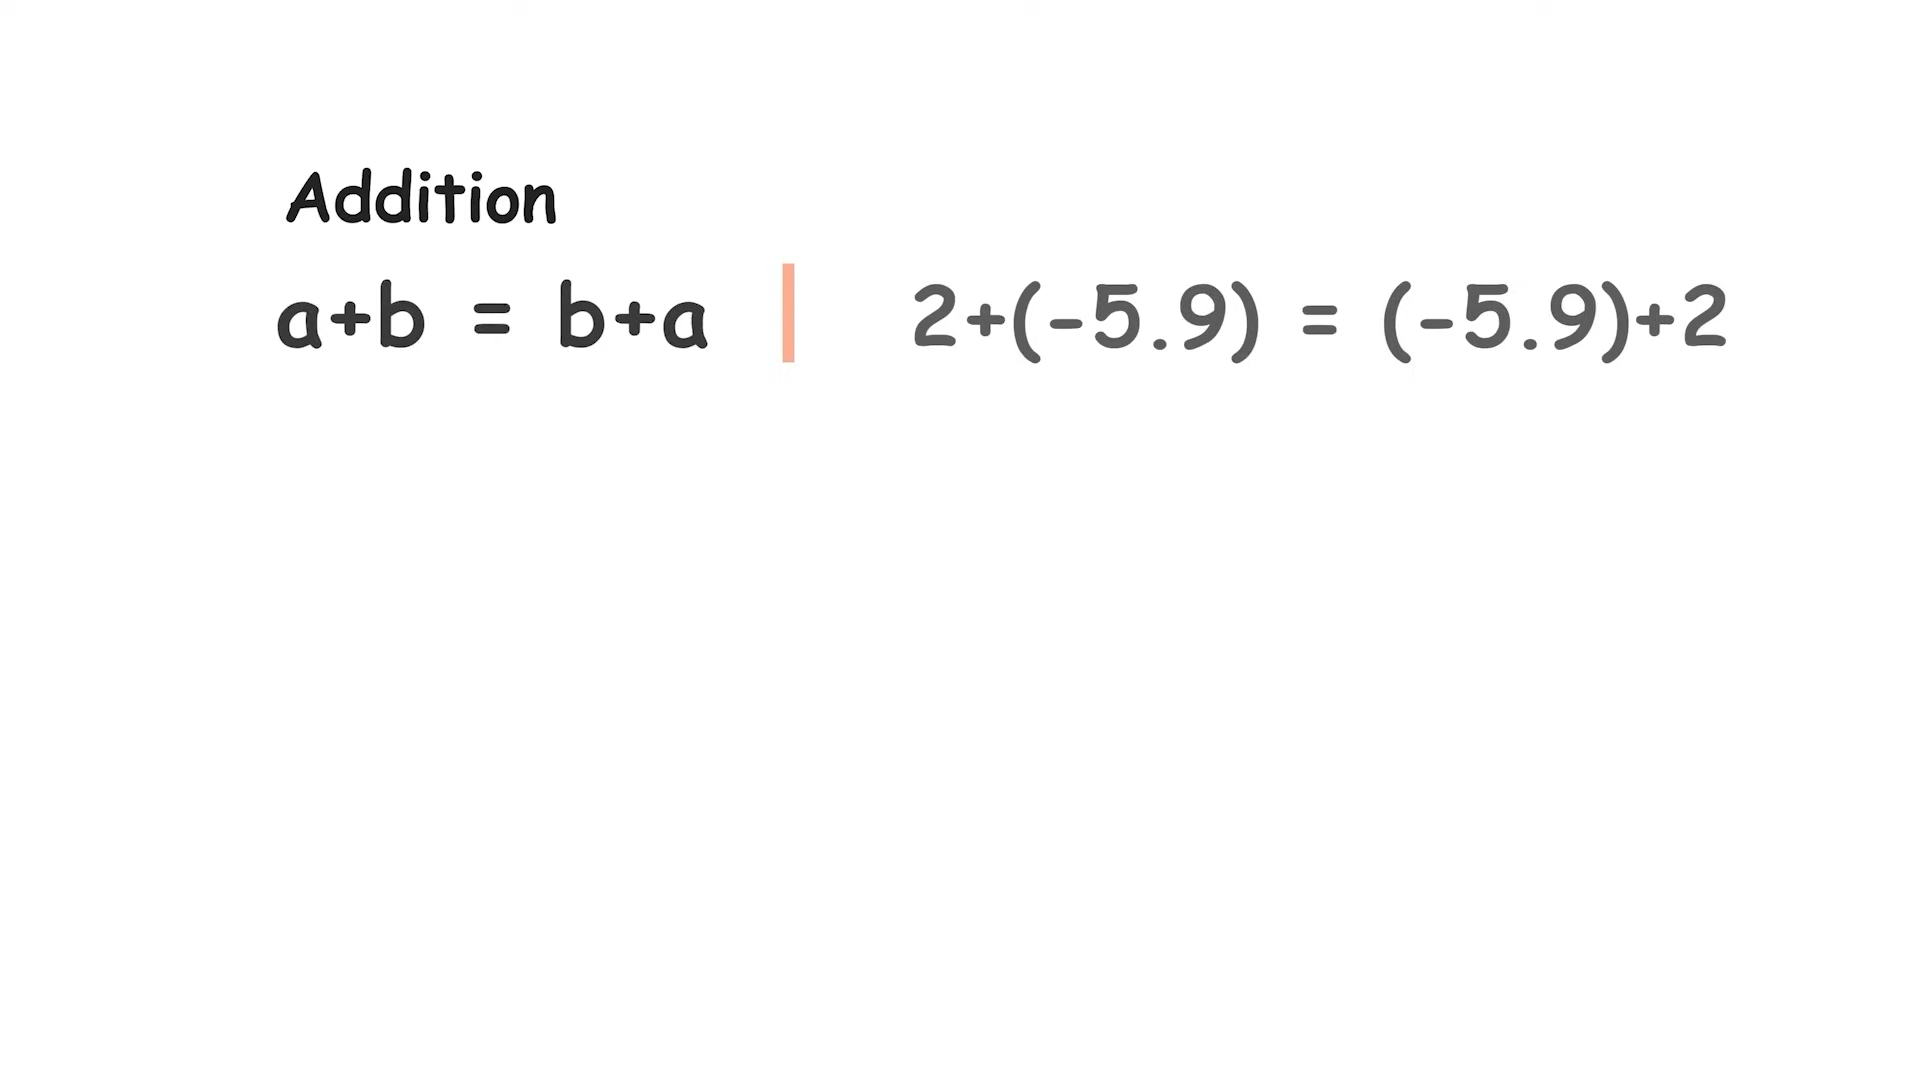 Addition
a+b = b+a 2+(-5.9) = (-5.9)+2